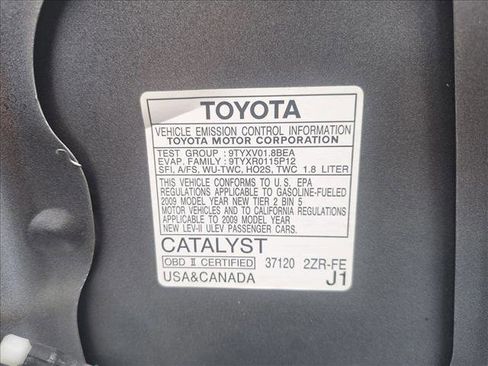 TOYOTA
VEHICLE EMISSION CONTROL INFORMATION
TOYOTA MOTOR CORPORATION
TEST GROUP : 9TYXV01.8BEA
EVAP. FAMILY : 9TYXR0115P12
SFI, A/FS, WU-TWC, HO2S, TWC 1.8 LITER
THIS VEHICLE CONFORMS TO U.S. EPA
REGULATIONS APPLICABLE TO GASOLINE-FUELED
2009 MODEL YEAR NEW TIER 2 BIN 5
MOTOR VEHICLES AND TO CALIFORNIA REGULATIONS
APPLICABLE TO 2009 MODEL YEAR
NEW LEV-II ULEV PASSENGER CARS.
CATALYST
OBD II CERTIFIED 37120 2ZR-FE
USA&CANADA J1